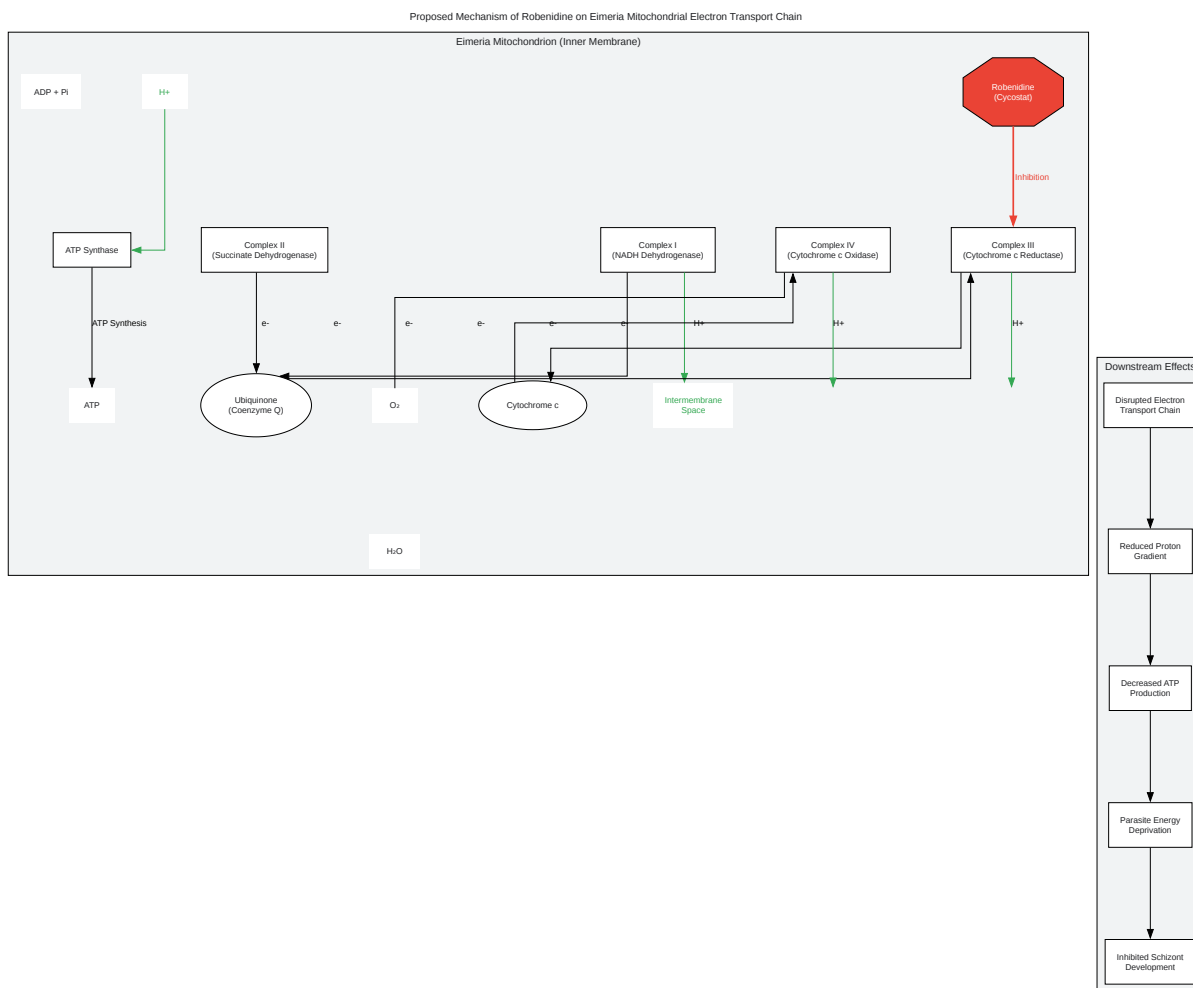 Proposed Mechanism of Robenidine on Eimeria Mitochondrial Electron Transport Chain
Eimeria Mitochondrion (Inner Membrane)
ADP + Pi
H+
Robenidine
(Cycostat)
Inhibition
ATP Synthase
Complex II
(Succinate Dehydrogenase)
Complex I
(NADH Dehydrogenase)
Complex IV
(Cytochrome c Oxidase)
Complex III
(Cytochrome c Reductase)
ATP Synthesis
e-
e-
e-
e-
e-
e-
H+
H+
H+
ATP
Ubiquinone
(Coenzyme Q)
O₂
Cytochrome c
Intermembrane
Space
H₂O
Downstream Effects
Disrupted Electron
Transport Chain
Reduced Proton
Gradient
Decreased ATP
Production
Parasite Energy
Deprivation
Inhibited Schizont
Development